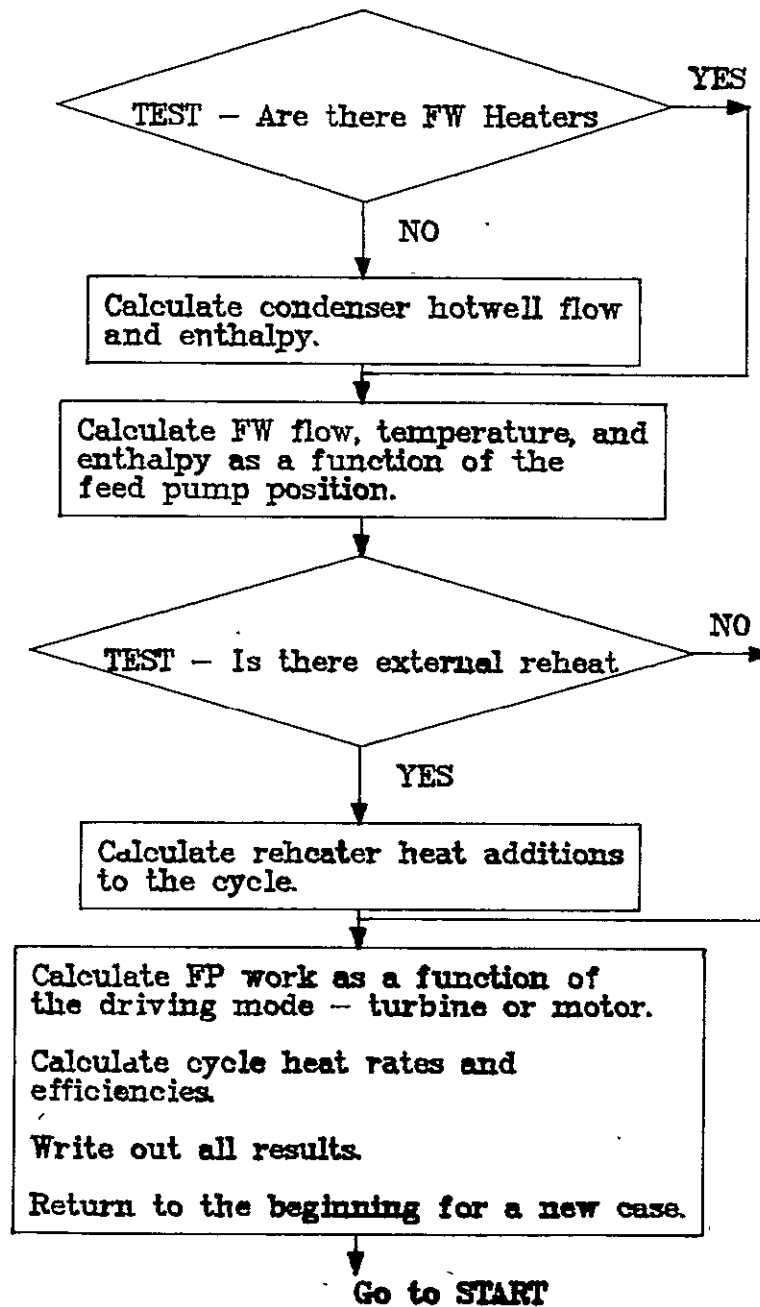 YES
TEST – Are there FW Heaters
NO
Calculate condenser hotwell flow
and enthalpy.
Calculate FW flow, temperature, and
enthalpy as a function of the
feed pump position.
NO
TEST – Is there external reheat
YES
Calculate reheater heat additions
to the cycle.
Calculate FP work as a function of
the driving mode – turbine or motor.
Calculate cycle heat rates and
efficiencies.
Write out all results.
Return to the beginning for a new case.
Go to START